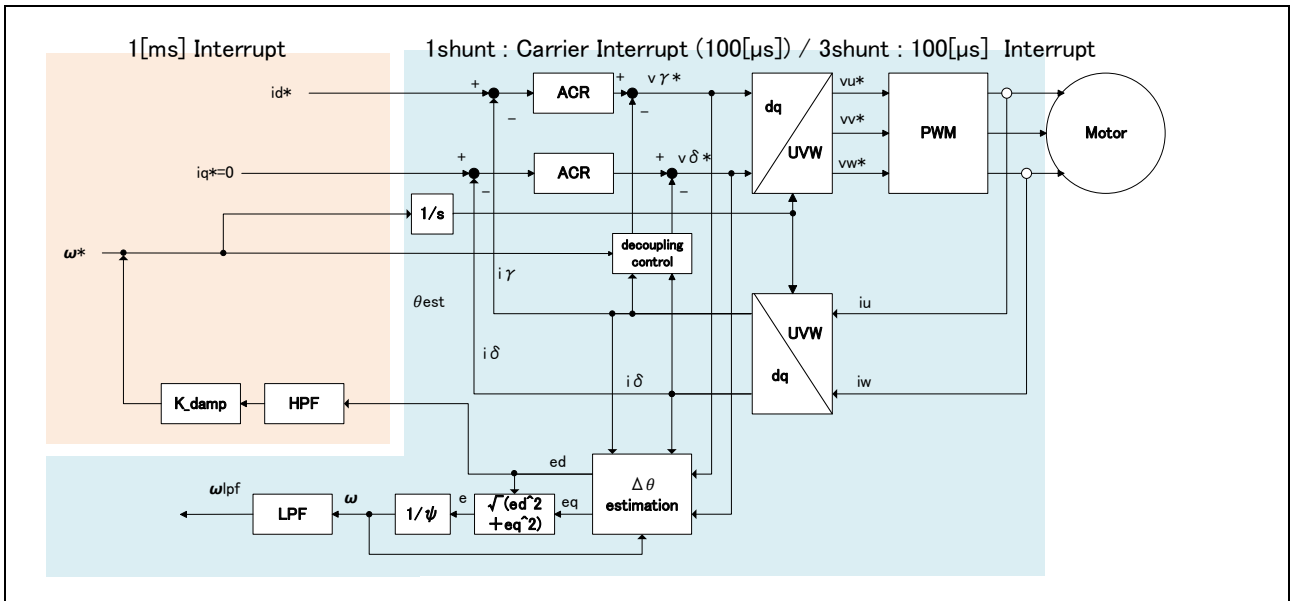 1[ms] Interrupt
1shunt : Carrier Interrupt (100[μs]) / 3shunt : 100[μs] Interrupt
id*
+
−
ACR
+
−
vγ*
dq
UVW
vu*
vv*
vw*
PWM
Motor
iq*=0
+
−
ACR
+
−
vδ*
1/s
ω*
decoupling
control
iγ
θest
iδ
iδ
UVW
dq
iu
iw
K_damp
HPF
ed
Δθ
estimation
ωlpf
LPF
ω
1/ψ
e
√(ed^2
+eq^2)
eq